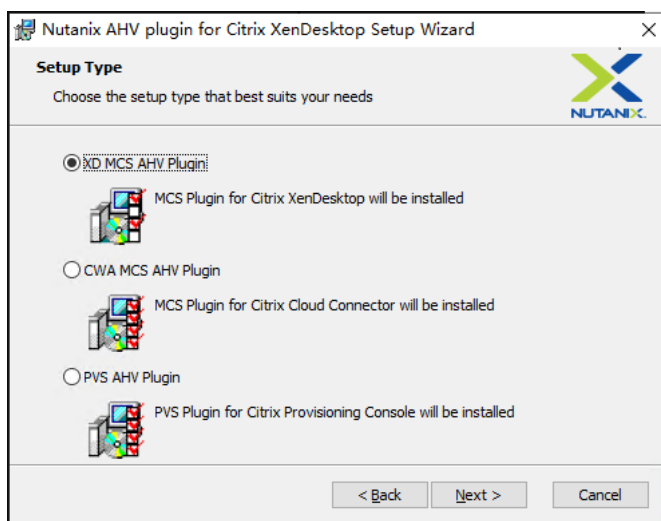 Nutanix AHV plugin for Citrix XenDesktop Setup Wizard
Setup Type
Choose the setup type that best suits your needs
NUTANIX.
XD MCS AHV Plugin
MCS Plugin for Citrix XenDesktop will be installed
CWA MCS AHV Plugin
MCS Plugin for Citrix Cloud Connector will be installed
PVS AHV Plugin
PVS Plugin for Citrix Provisioning Console will be installed
< Back Next > Cancel